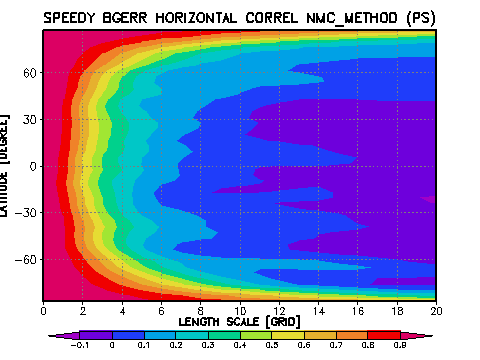 SPEEDY BGERR HORIZONTAL CORREL NMC_METHOD (PS)
60
30
0
−30
−60
LATITUDE [DEGREE]
0 2 4 6 8 10 12 14 16 18 20
LENGTH SCALE [GRID]
−0.1 0 0.1 0.2 0.3 0.4 0.5 0.6 0.7 0.8 0.9